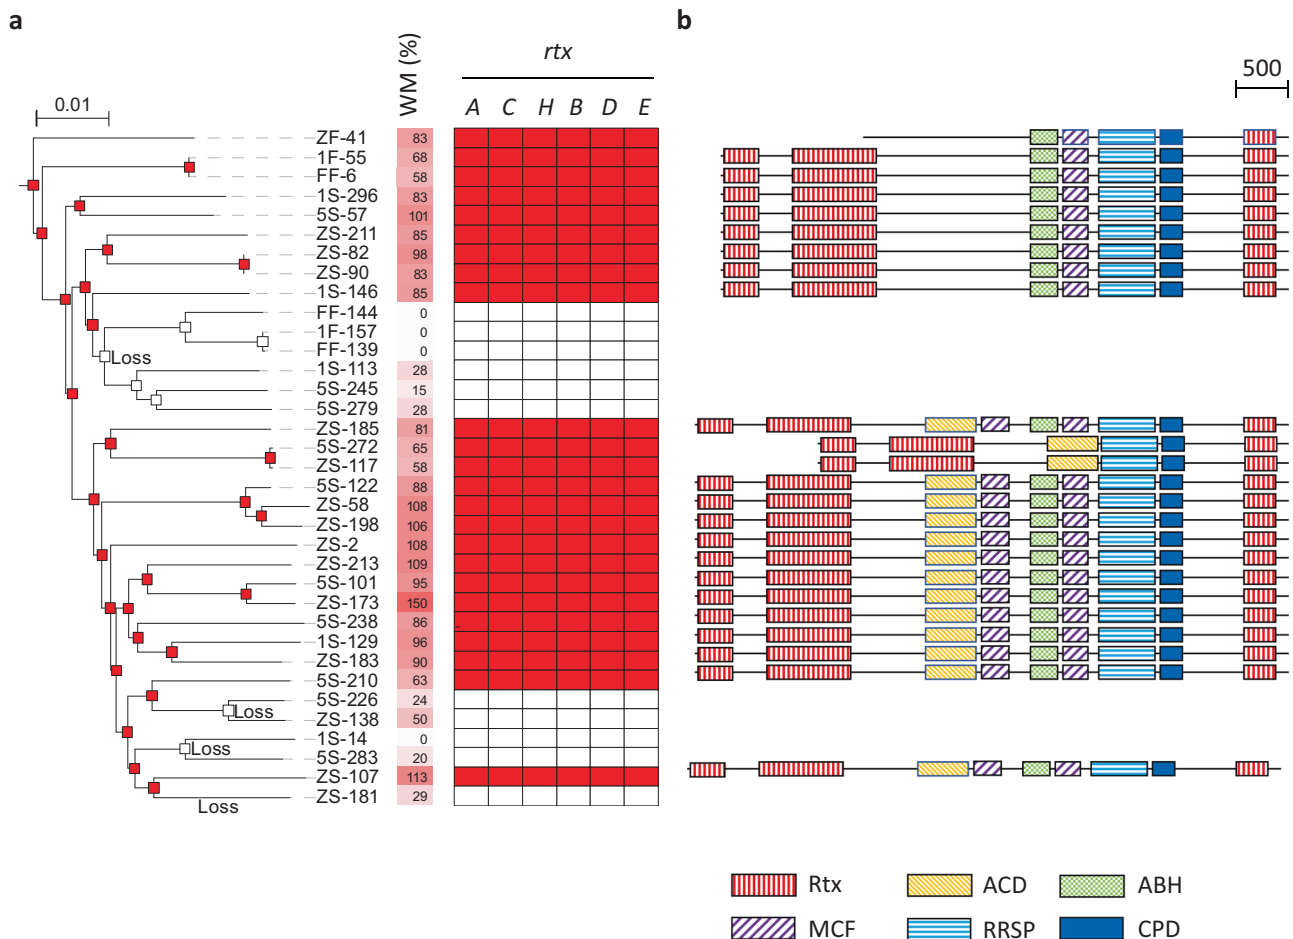 a
b
WM (%)
rtx
A C H B D E
500
0.01
ZF-41 83
1F-55 68
FF-6 58
1S-296 83
5S-57 101
ZS-211 85
ZS-82 98
ZS-90 83
1S-146 85
FF-144 0
1F-157 0
Loss FF-139 0
1S-113 28
5S-245 15
5S-279 28
ZS-185 81
5S-272 65
ZS-117 58
5S-122 88
ZS-58 108
ZS-198 106
ZS-2 108
ZS-213 109
5S-101 95
ZS-173 150
5S-238 86
1S-129 96
ZS-183 90
5S-210 63
5S-226 24
Loss ZS-138 50
1S-14 0
Loss 5S-283 20
ZS-107 113
ZS-181 29
Loss
Rtx ACD ABH
MCF RRSP CPD